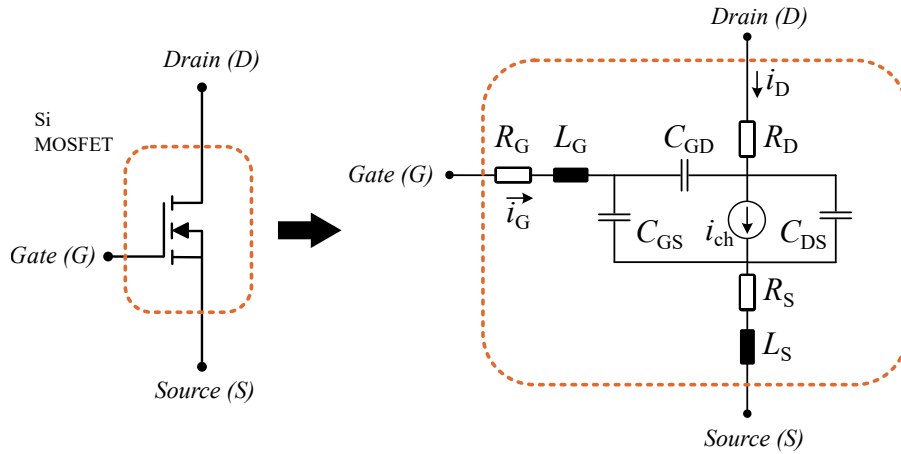 Drain (D)
Si
MOSFET
Gate (G)
Source (S)
Drain (D)
i_D
R_G
L_G
C_GD
R_D
Gate (G)
i_G
C_GS
i_ch
C_DS
R_S
L_S
Source (S)